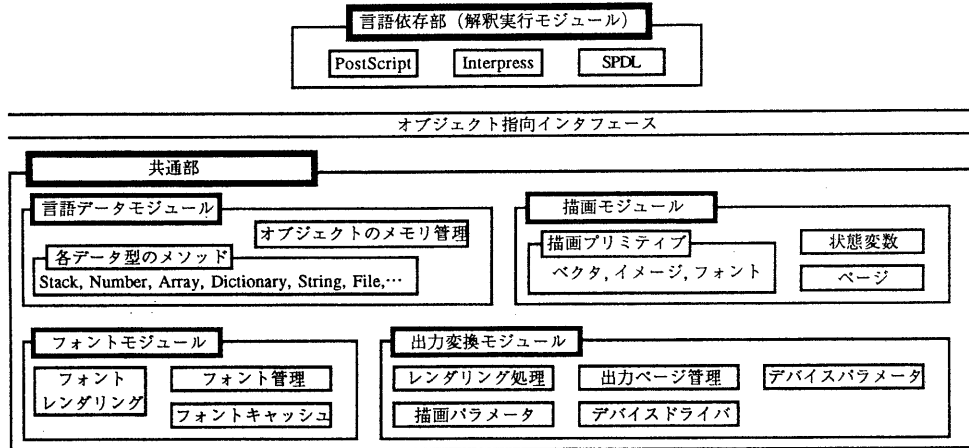 言語依存部（解釈実行モジュール）
PostScript
Interpress
SPDL
オブジェクト指向インタフェース
共通部
言語データモジュール
オブジェクトのメモリ管理
各データ型のメソッド
Stack, Number, Array, Dictionary, String, File,…
描画モジュール
描画プリミティブ
ベクタ, イメージ, フォント
状態変数
ページ
フォントモジュール
フォント
レンダリング
フォント管理
フォントキャッシュ
出力変換モジュール
レンダリング処理
出力ページ管理
デバイスパラメータ
描画パラメータ
デバイスドライバ